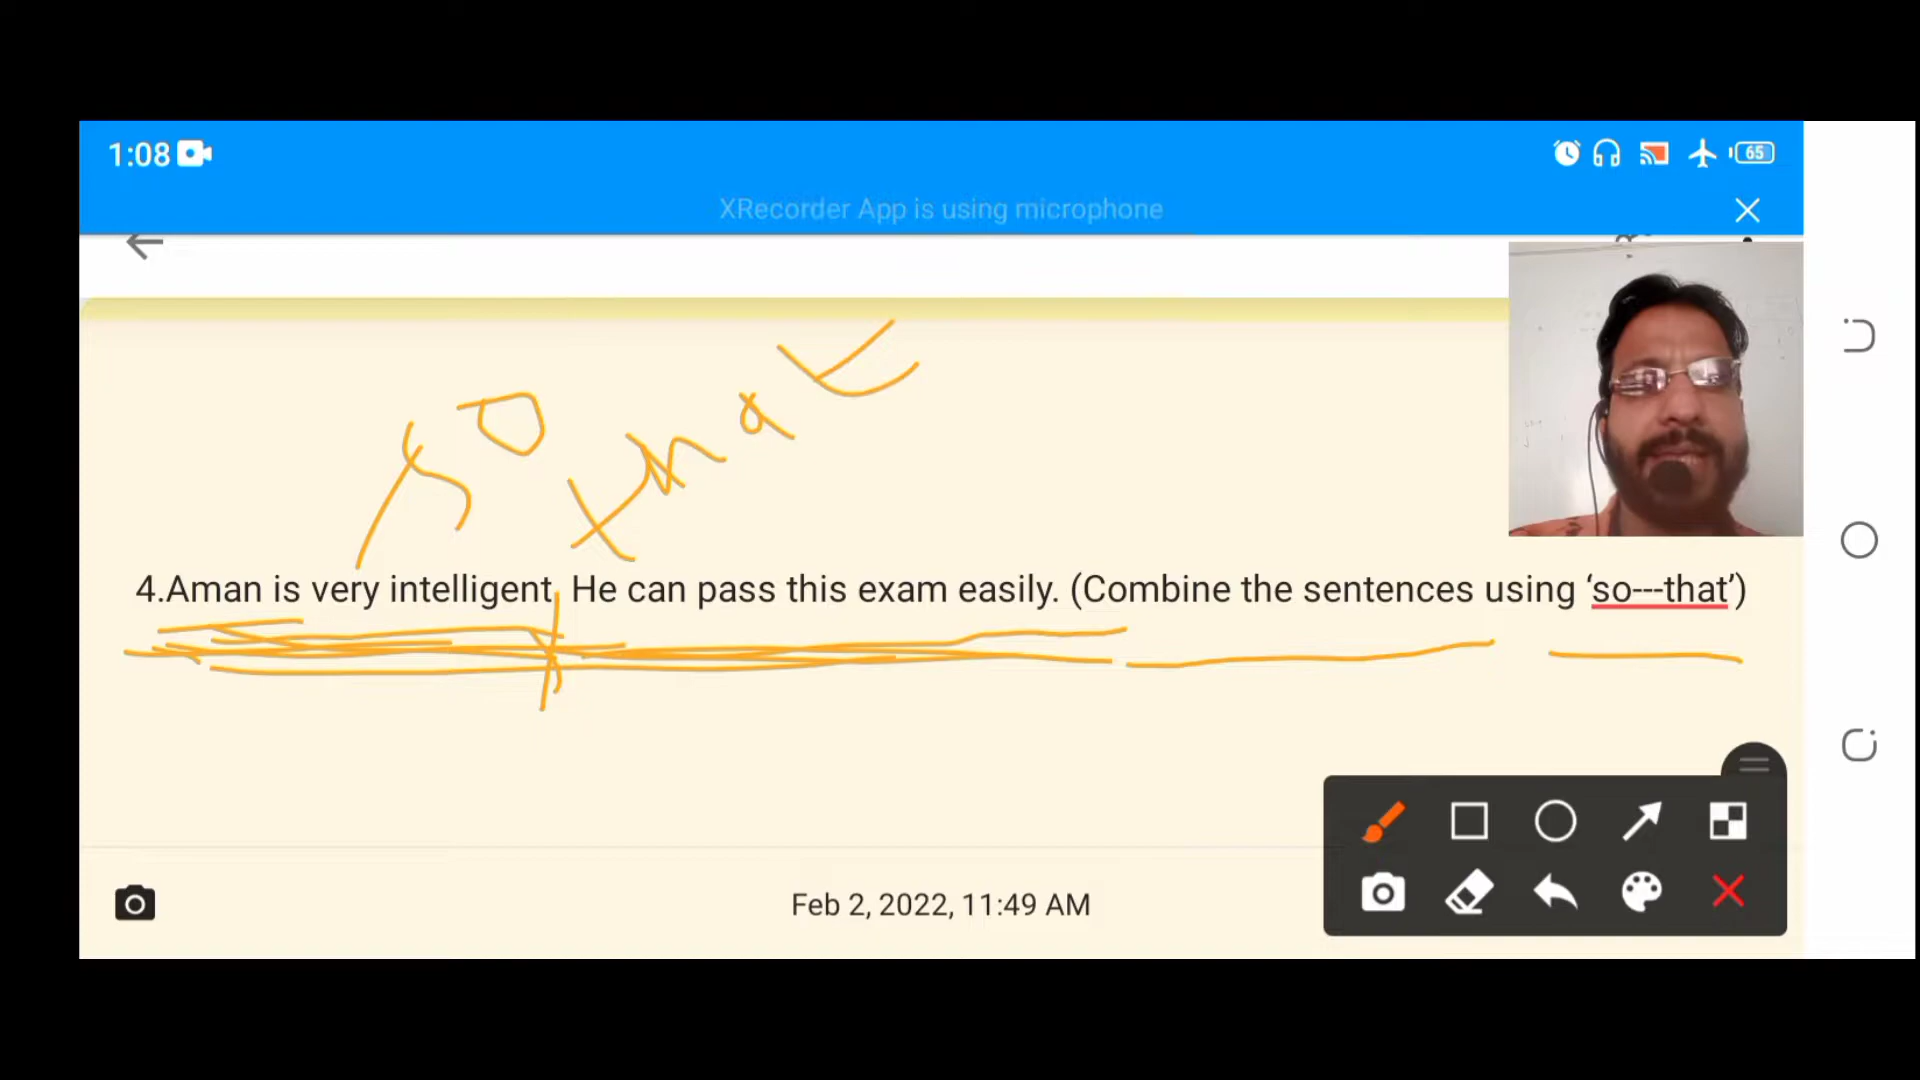 1:08
65
XRecorder App is using microphone
so
that
4.Aman is very intelligent. He can pass this exam easily. (Combine the sentences using ‘so---that’)
Feb 2, 2022, 11:49 AM